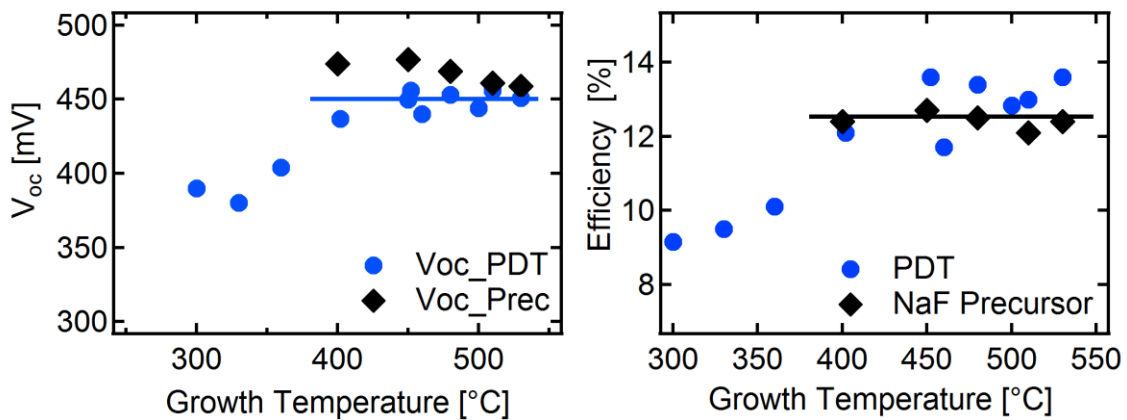 500
450
400
350
300
V_oc [mV]
Voc_PDT
Voc_Prec
300 400 500
Growth Temperature [°C]
14
12
10
8
Efficiency [%]
PDT
NaF Precursor
300 350 400 450 500 550
Growth Temperature [°C]